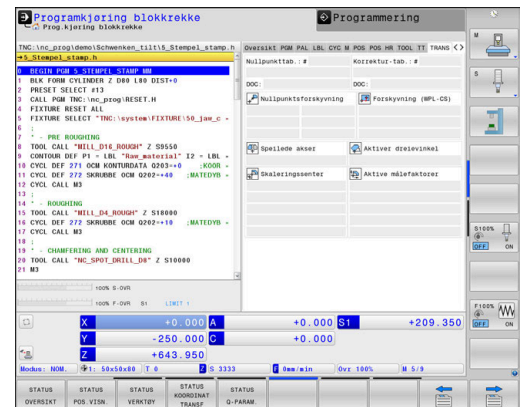 Programkjøring blokkrekke
Prog.kjøring blokkrekke
Programmering
TNC:\nc_prog\demo\Schwenken_tilt\5_Stempel_stamp.h
→5_Stempel_stamp.h
0 BEGIN PGM 5_STEMPEL_STAMP MM
1 BLK FORM CYLINDER Z D80 L80 DIST+0
2 PRESET SELECT #13
3 CALL PGM TNC:\nc_prog\RESET.H
4 FIXTURE RESET ALL
5 FIXTURE SELECT "TNC:\system\FIXTURE\50_jaw_c
6 ;
7 * - PRE ROUGHING
8 TOOL CALL "MILL_D16_ROUGH" Z S9550
9 CONTOUR DEF P1 = LBL "Raw_material" I2 = LBL
10 CYC DEF 271 OCM KONTURDATA Q203=+0 ;KOOR
11 CYC DEF 272 SKRUBBE OCM Q202=+40 ;MATEDYB
12 CYCL CALL M3
13 ;
14 * - ROUGHING
15 TOOL CALL "MILL_D4_ROUGH" Z S18000
16 CYC DEF 272 SKRUBBE OCM Q202=+10 ;MATEDYB
17 CYCL CALL M3
18 ;
19 * - CHAMFERING AND CENTERING
20 TOOL CALL "NC_SPOT_DRILL_D8" Z S10000
21 M3
Oversikt PGM PAL LBL CYC M POS POS HR TOOL TT TRANS
Nullpunkttab.: # Korrektur-tab.: #
DOC: DOC:
Nullpunktsforskyvning Forskyvning (WPL-CS)
Speilede akser Aktiver dreievinkel
Skaleringssenter Aktive målefaktorer
100% S-OVR
100% F-OVR S1 LIMIT 1
X +0.000 A +0.000 S1 +209.350
Y -250.000 C +0.000
Z +643.950
Modus: NOM. 1: 50x50x80 T 0 Z S 3333 F 0mm/min Ovr 100% M 5/9
STATUS OVERSIKT
STATUS POS.VISN.
STATUS VERKTØY
STATUS KOORDINAT TRANSF
STATUS Q-PARAM.
M
S
T
S100%
OFF ON
F100%
OFF ON